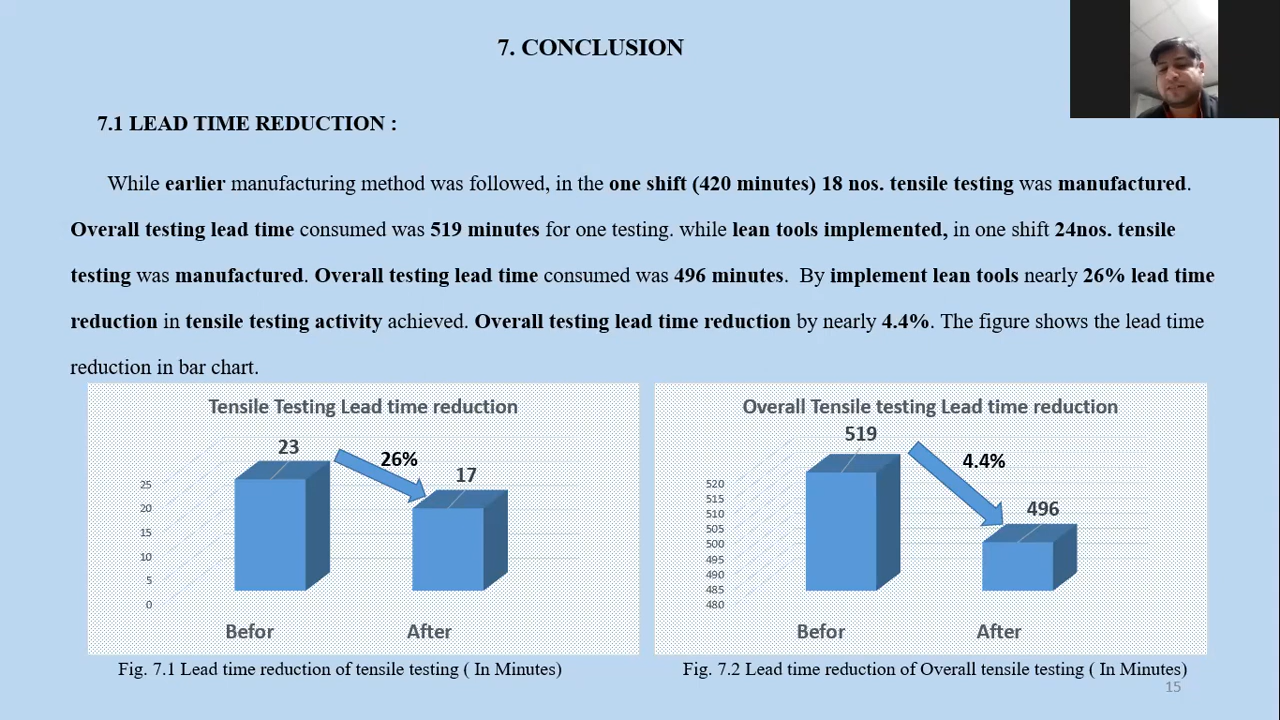 7. CONCLUSION
7.1 LEAD TIME REDUCTION :
While earlier manufacturing method was followed, in the one shift (420 minutes) 18 nos. tensile testing was manufactured.
Overall testing lead time consumed was 519 minutes for one testing. while lean tools implemented, in one shift 24nos. tensile
testing was manufactured. Overall testing lead time consumed was 496 minutes. By implement lean tools nearly 26% lead time
reduction in tensile testing activity achieved. Overall testing lead time reduction by nearly 4.4%. The figure shows the lead time
reduction in bar chart.
Tensile Testing Lead time reduction
23
26%
17
25
20
15
10
5
0
Befor
After
Fig. 7.1 Lead time reduction of tensile testing ( In Minutes)
Overall Tensile testing Lead time reduction
519
4.4%
496
520
515
510
505
500
495
490
485
480
Befor
After
Fig. 7.2 Lead time reduction of Overall tensile testing ( In Minutes)
15